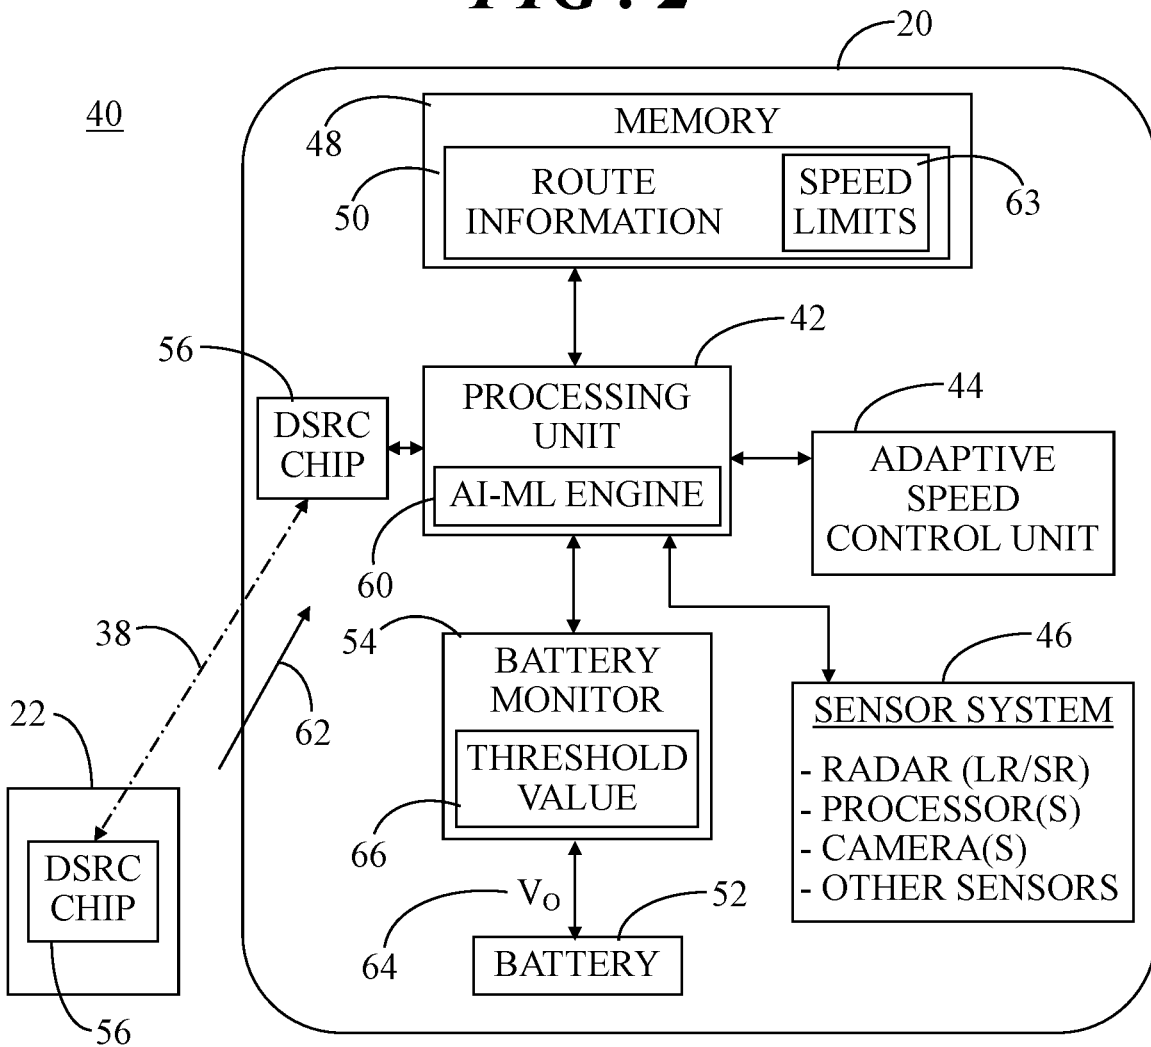 FIG. 2
20
40
48
MEMORY
50
ROUTE
INFORMATION
SPEED
LIMITS
63
42
56
DSRC
CHIP
PROCESSING
UNIT
AI-ML ENGINE
60
44
ADAPTIVE
SPEED
CONTROL UNIT
38
62
54
BATTERY
MONITOR
THRESHOLD
VALUE
66
46
SENSOR SYSTEM
- RADAR (LR/SR)
- PROCESSOR(S)
- CAMERA(S)
- OTHER SENSORS
22
DSRC
CHIP
56
64
VO
52
BATTERY